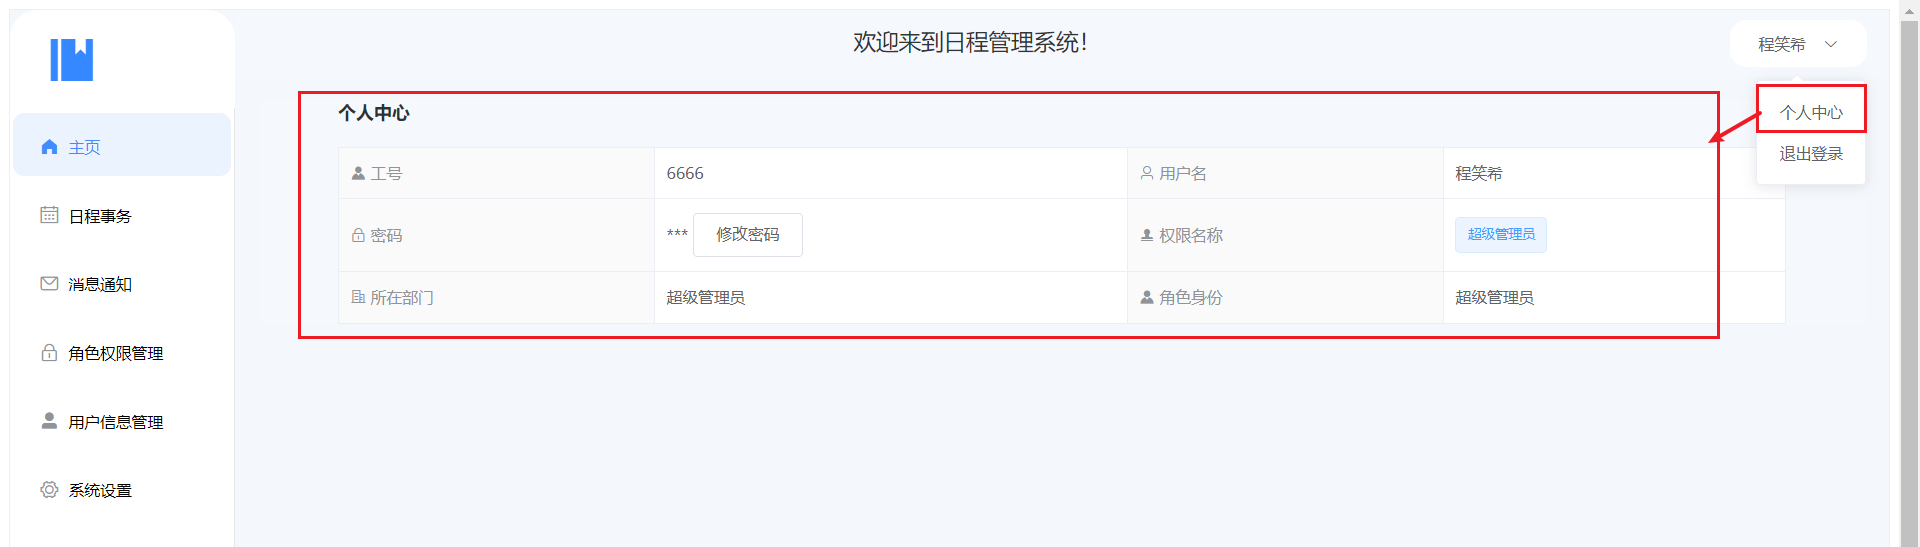 欢迎来到日程管理系统!
程笑希
个人中心
退出登录
主页
日程事务
消息通知
角色权限管理
用户信息管理
系统设置
个人中心
工号 6666 用户名 程笑希
密码 *** 修改密码 权限名称 超级管理员
所在部门 超级管理员 角色身份 超级管理员